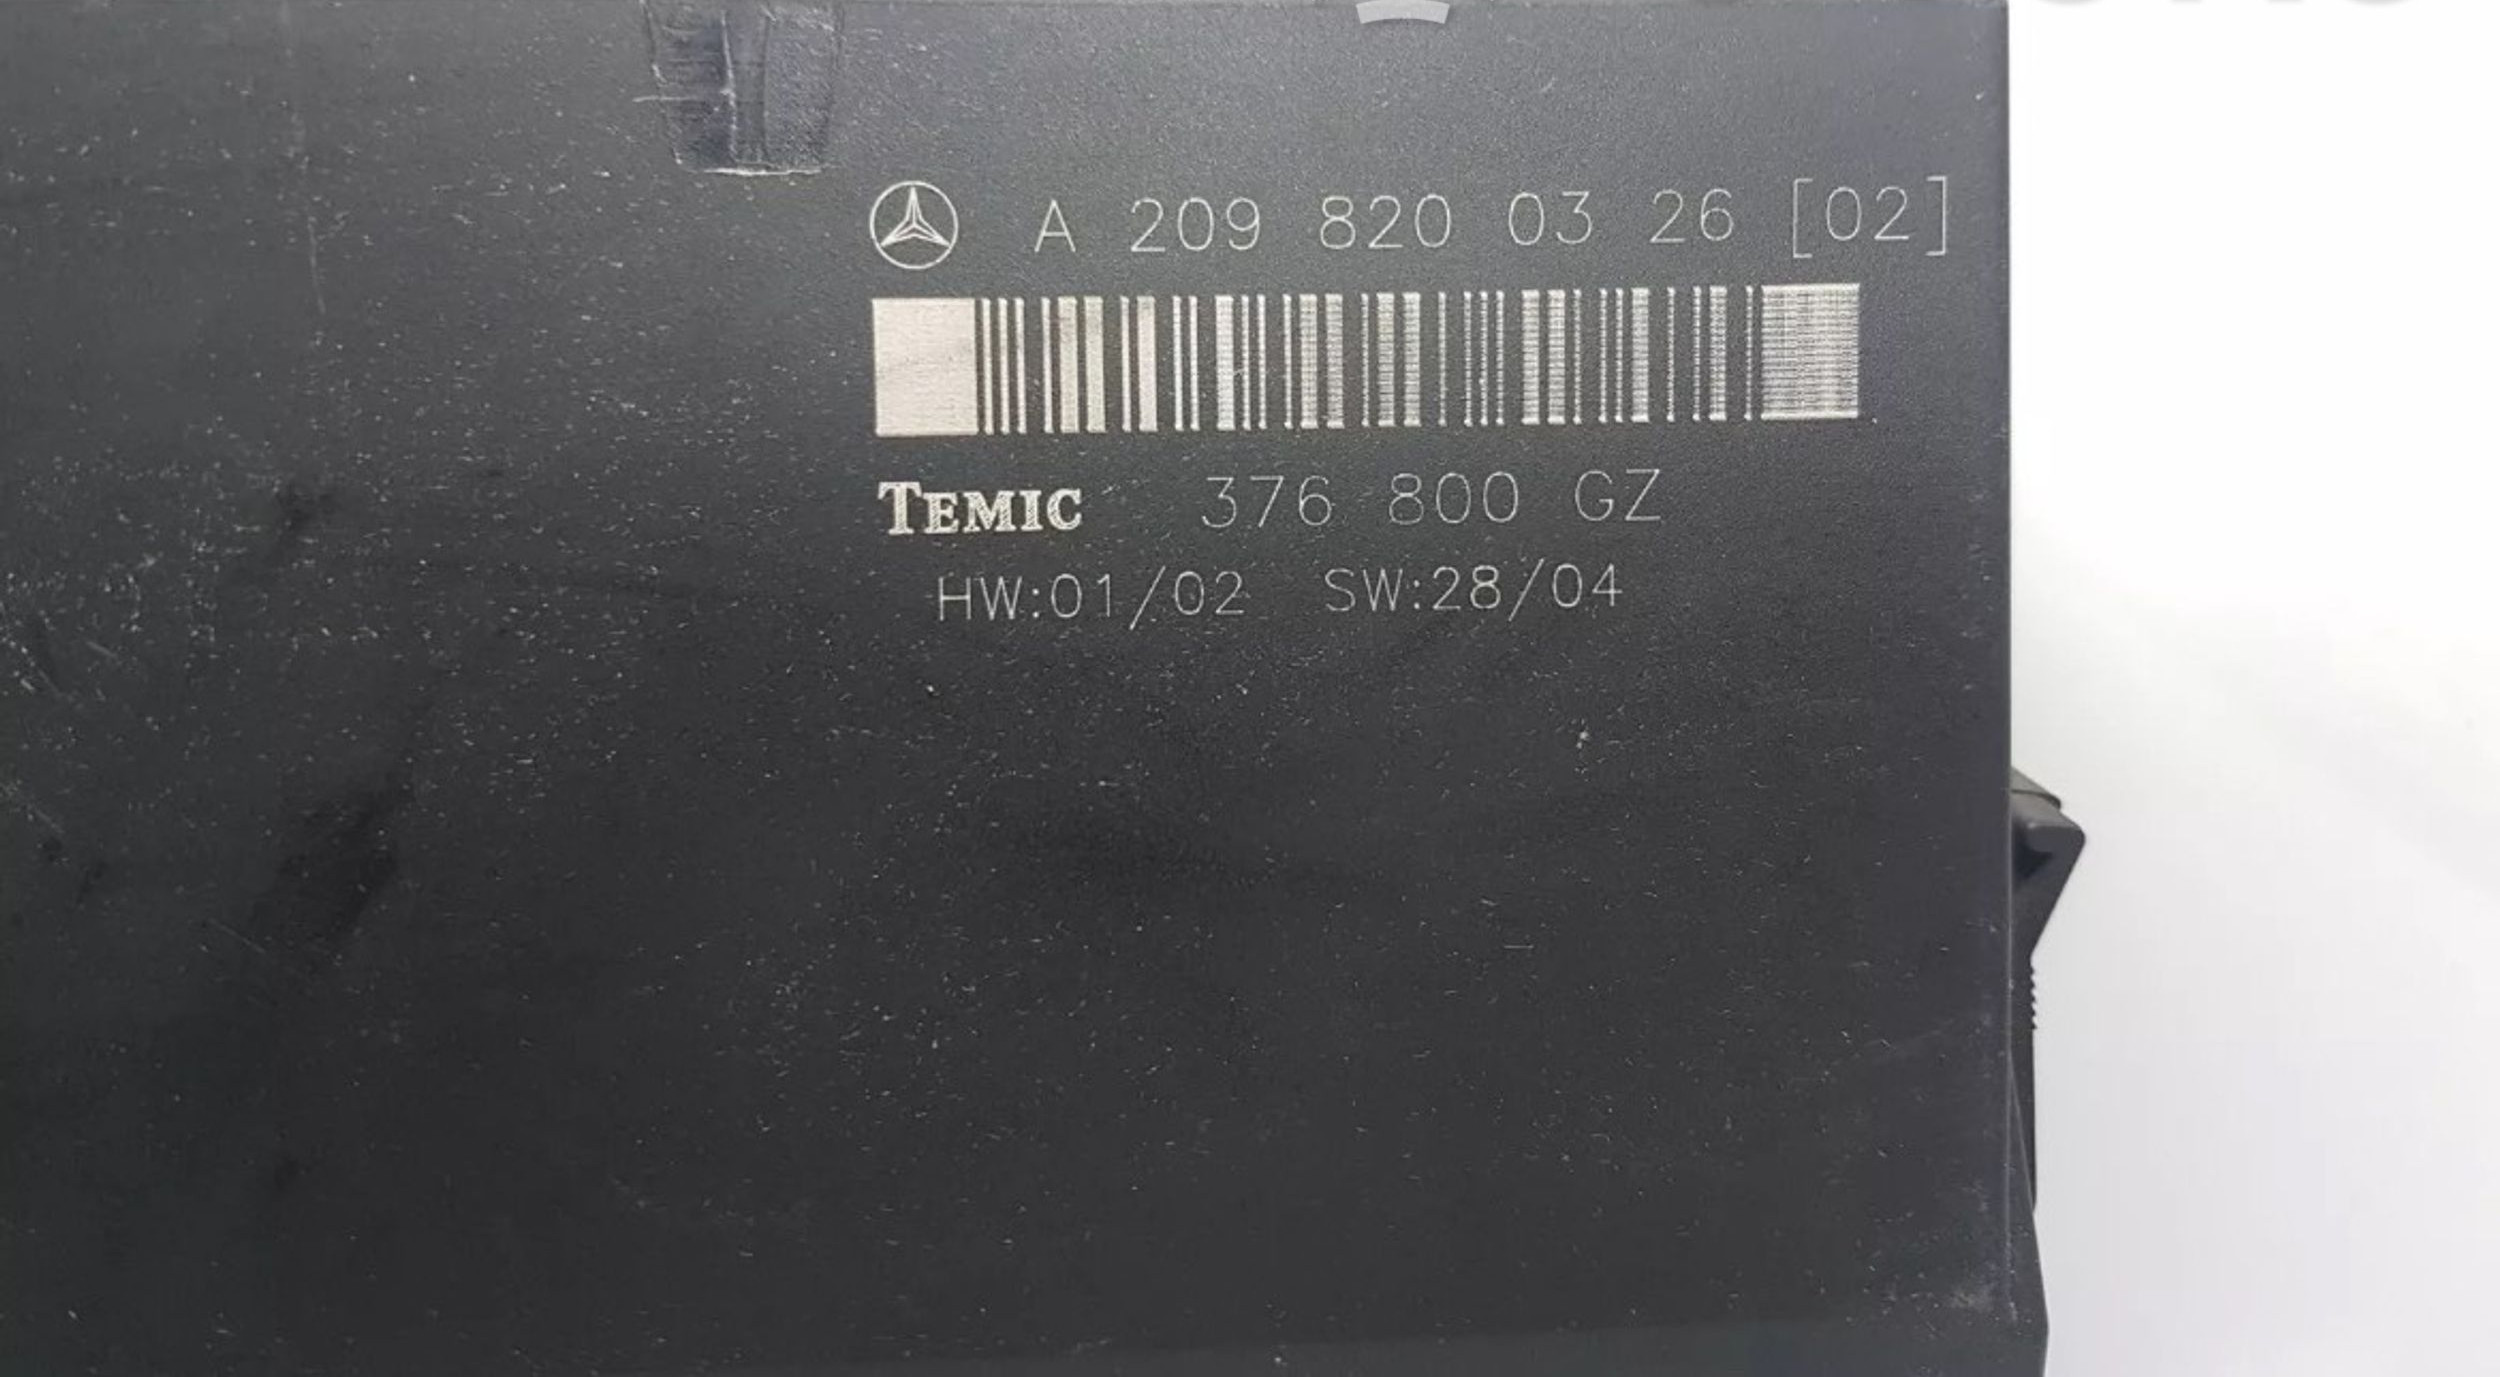 A 209 820 03 26 [02]
TEMIC 376 800 GZ
HW:01/02 SW:28/04